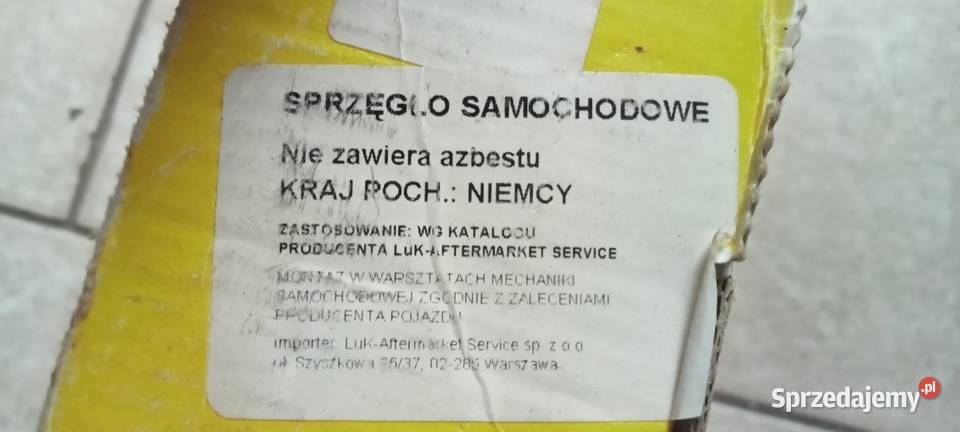 SPRZĘGŁO SAMOCHODOWE
Nie zawiera azbestu
KRAJ POCH.: NIEMCY
ZASTOSOWANIE: WG KATALOGU
PRODUCENTA LuK-AFTERMARKET SERVICE
MONTAŻ W WARSZTATACH MECHANIKI
SAMOCHODOWEJ ZGODNIE Z ZALECENIAMI
PRODUCENTA POJAZDU
importer: LuK-Aftermarket Service sp. z o.o
ul. Szyszkowa 35/37, 02-285 Warszawa
Sprzedajemy.pl